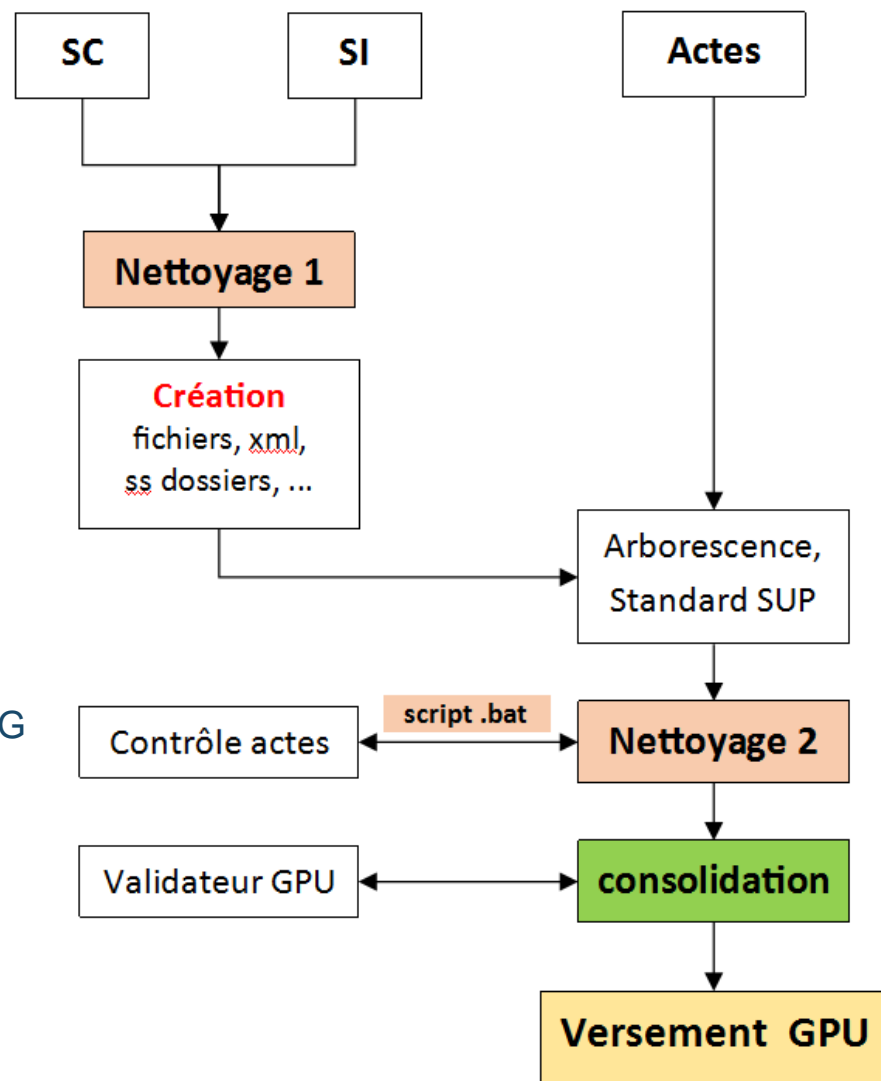 SC
SI
Actes
Nettoyage 1
Création
fichiers, xml,
ss dossiers, ...
Arborescence,
Standard SUP
G
script .bat
Contrôle actes
Nettoyage 2
Validateur GPU
consolidation
Versement GPU